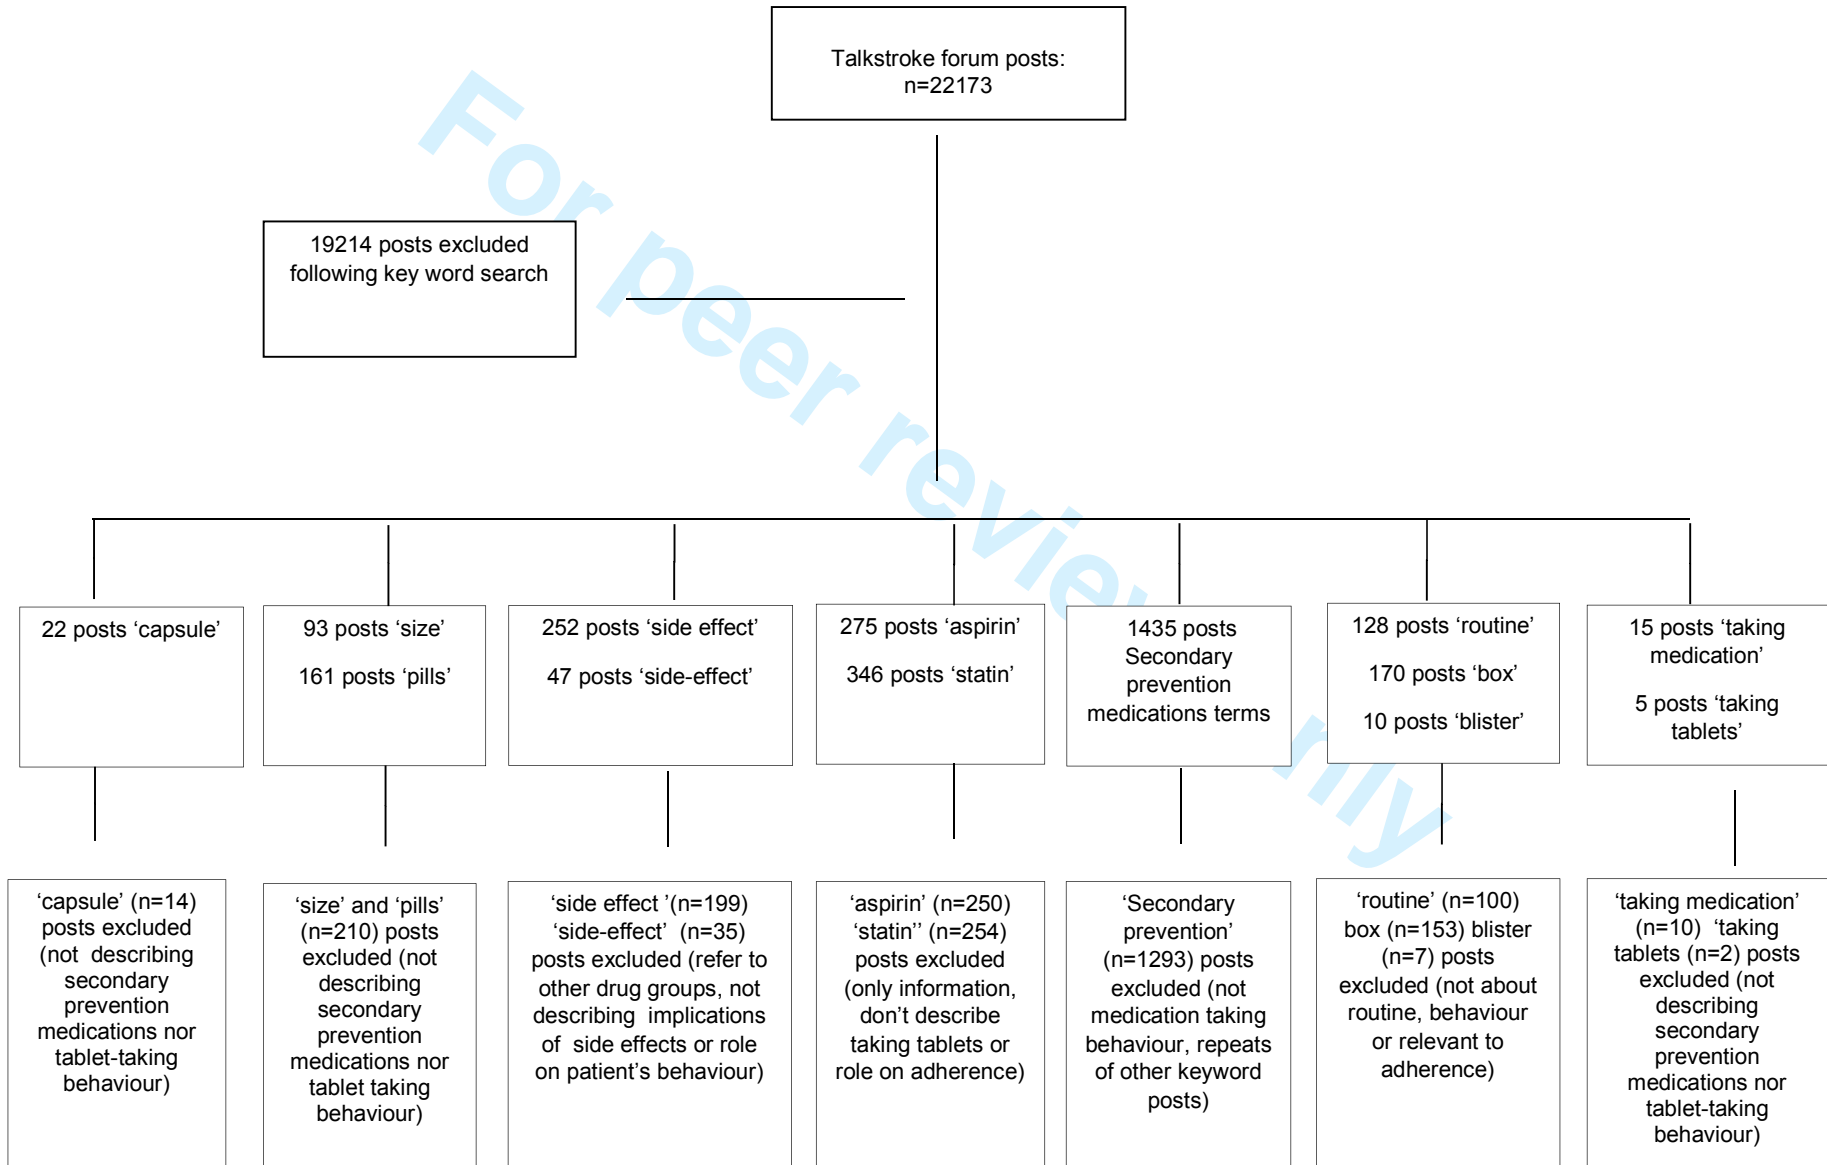 Talkstroke forum posts:
n=22173
19214 posts excluded
following key word search
For peer review only
22 posts ‘capsule’
93 posts ‘size’
161 posts ‘pills’
252 posts ‘side effect’
47 posts ‘side-effect’
275 posts ‘aspirin’
346 posts ‘statin’
1435 posts
Secondary
prevention
medications terms
128 posts ‘routine’
170 posts ‘box’
10 posts ‘blister’
15 posts ‘taking
medication’
5 posts ‘taking
tablets’
‘capsule’ (n=14)
posts excluded
(not describing
secondary
prevention
medications nor
tablet-taking
behaviour)
‘size’ and ‘pills’
(n=210) posts
excluded (not
describing
secondary
prevention
medications nor
tablet taking
behaviour)
‘side effect ’(n=199)
‘side-effect’ (n=35)
posts excluded (refer to
other drug groups, not
describing implications
of side effects or role
on patient’s behaviour)
‘aspirin’ (n=250)
‘statin’’ (n=254)
posts excluded
(only information,
don’t describe
taking tablets or
role on adherence)
‘Secondary
prevention’
(n=1293) posts
excluded (not
medication taking
behaviour, repeats
of other keyword
posts)
‘routine’ (n=100)
box (n=153) blister
(n=7) posts
excluded (not about
routine, behaviour
or relevant to
adherence)
‘taking medication’
(n=10) ‘taking
tablets (n=2) posts
excluded (not
describing
secondary
prevention
medications nor
tablet-taking
behaviour)